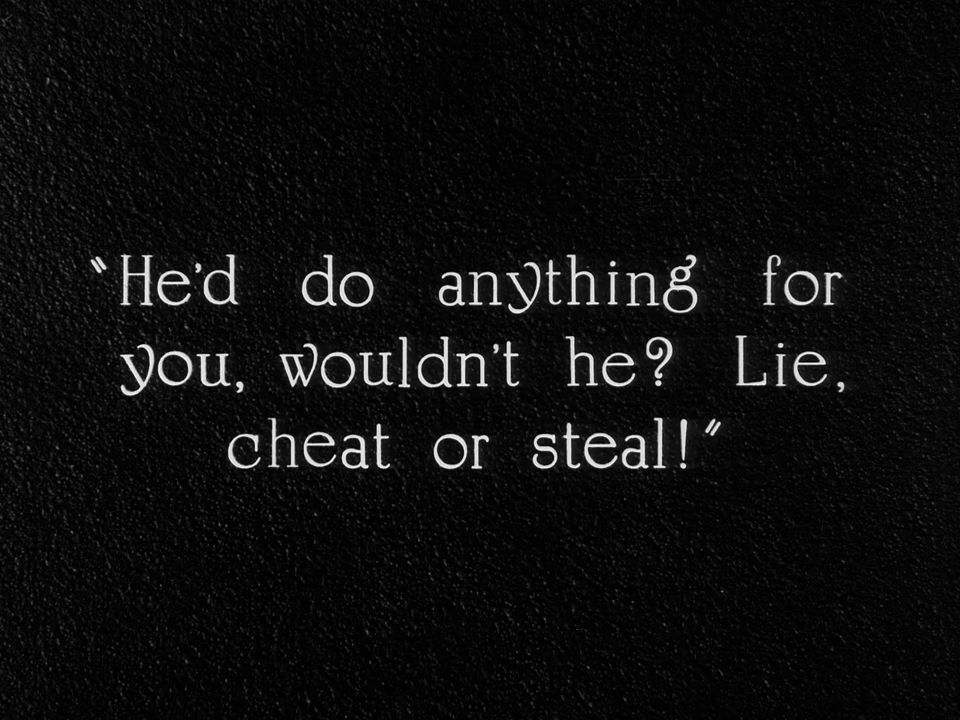 "He'd do anything for
you, wouldn't he? Lie,
cheat or steal!"